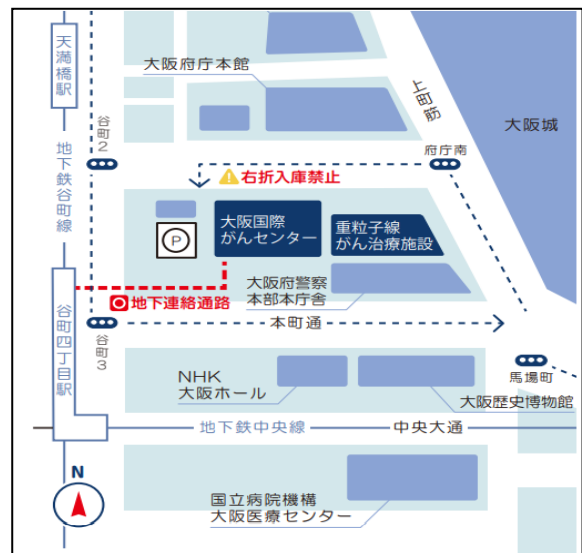 天満橋駅
大阪府庁本館
上町筋
大阪城
谷町2
府庁南
地下鉄谷町線
右折入庫禁止
P
大阪国際
がんセンター
重粒子線
がん治療施設
大阪府警察
本部本庁舎
地下連絡通路
本町通
谷町四丁目駅
谷町3
NHK
大阪ホール
馬場町
大阪歴史博物館
地下鉄中央線
中央大通
N
国立病院機構
大阪医療センター